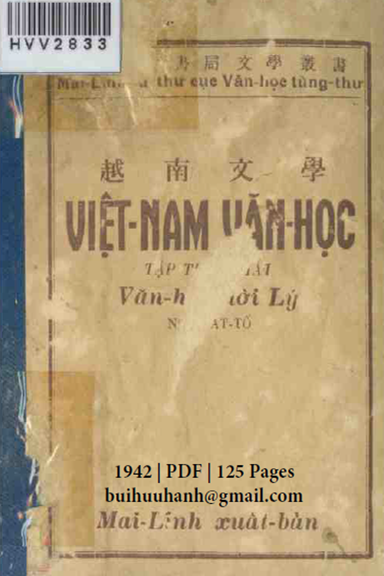 HVV2833
書局文學叢書
thư cục Văn-học tùng-thư
越南文學
VIỆT-NAM VĂN-HỌC
TẬP
Lý
1942 | PDF | 125 Pages
buihuuhanh@gmail.com
Mai-Lĩnh xuất-bản